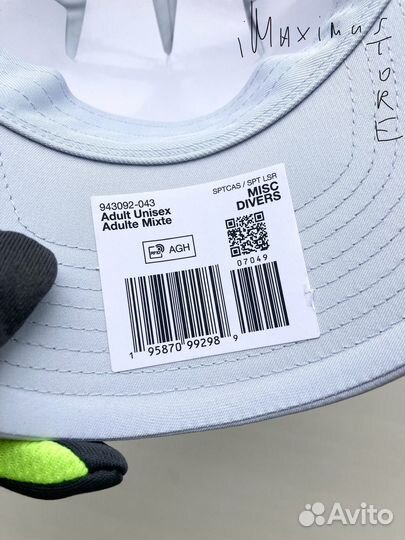 iMAXimus
STORE
943092-043
Adult Unisex
Adulte Mixte
SPTCAS / SPT LSR
MISC
DIVERS
RFID
AGH
07049
1 95870 99298 9
Avito